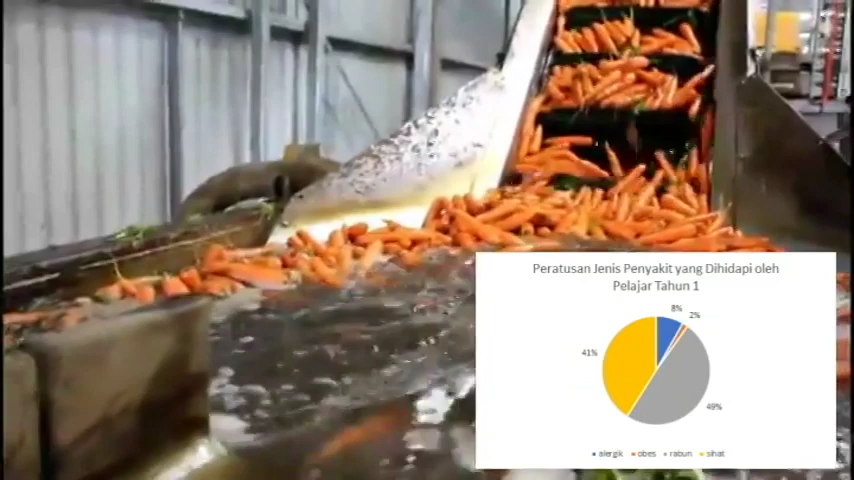 Peratusan Jenis Penyakit yang Dihidapi oleh
Pelajar Tahun 1
8%
2%
41%
49%
alergik obes rabun sihat